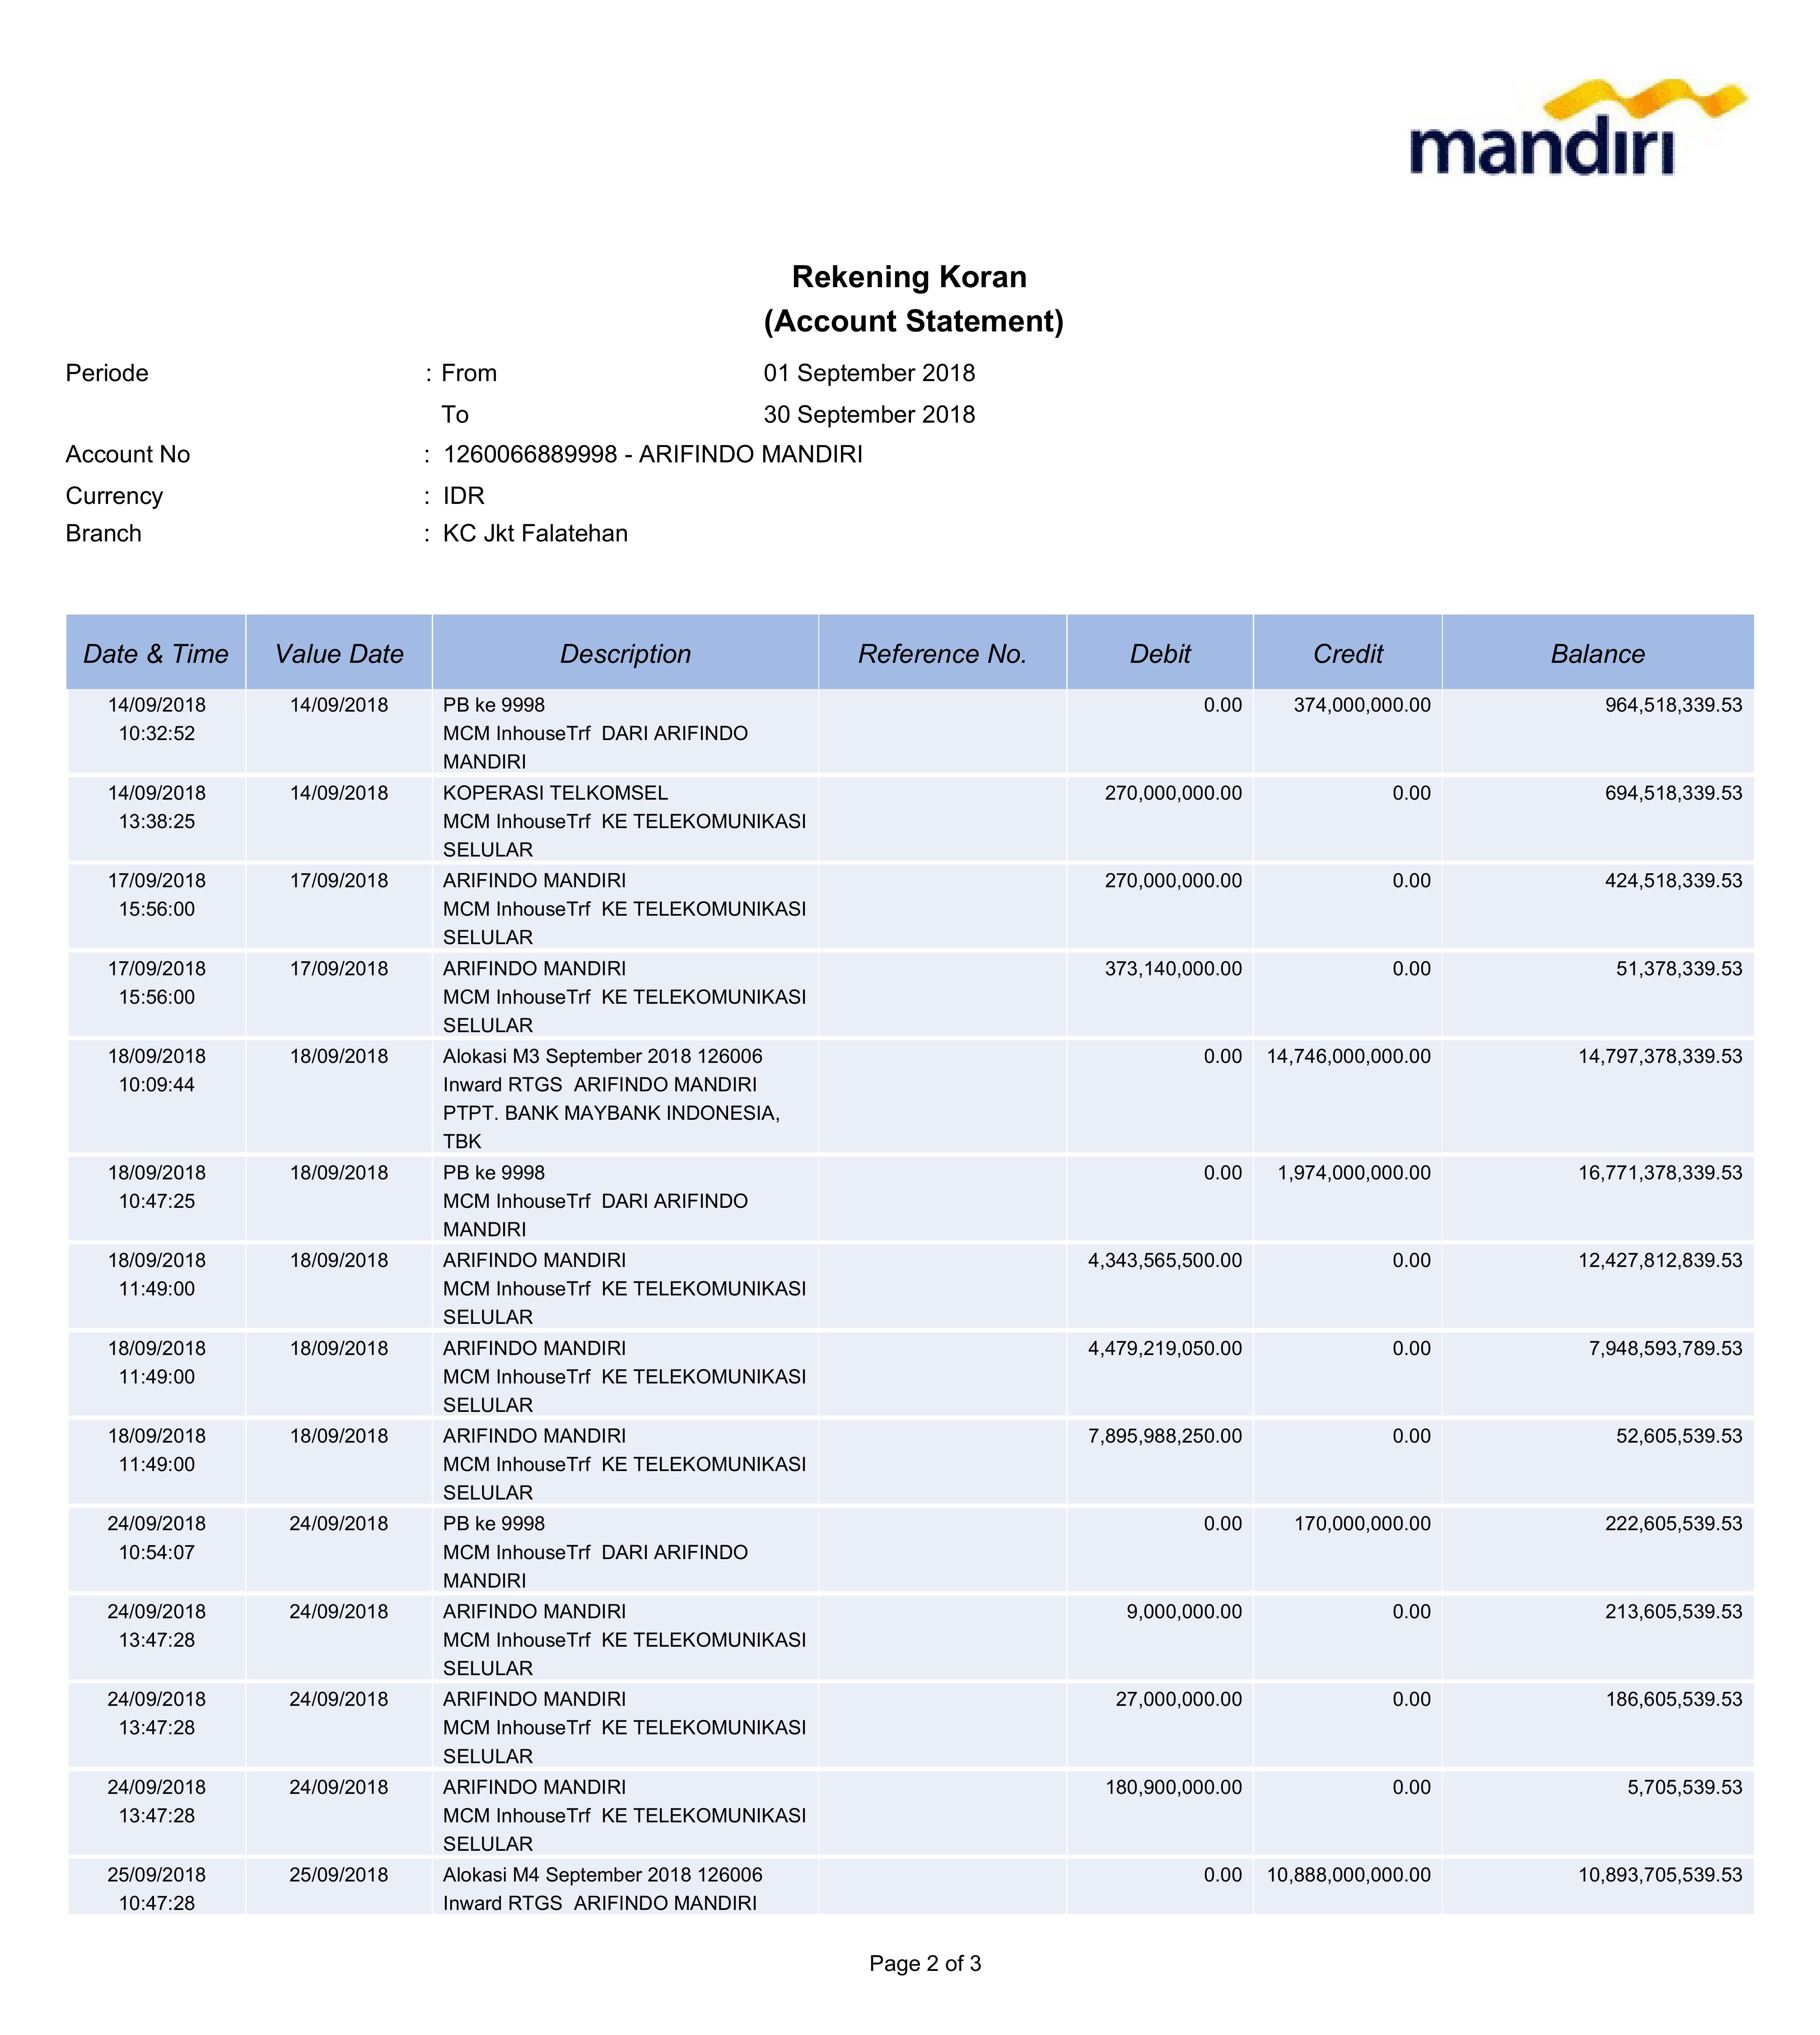 mandiri
Rekening Koran
(Account Statement)
Periode : From 01 September 2018
To 30 September 2018
Account No : 1260066889998 - ARIFINDO MANDIRI
Currency : IDR
Branch : KC Jkt Falatehan
Date & Time Value Date Description Reference No. Debit Credit Balance
14/09/2018 14/09/2018 PB ke 9998 0.00 374,000,000.00 964,518,339.53
10:32:52 MCM InhouseTrf DARI ARIFINDO
MANDIRI
14/09/2018 14/09/2018 KOPERASI TELKOMSEL 270,000,000.00 0.00 694,518,339.53
13:38:25 MCM InhouseTrf KE TELEKOMUNIKASI
SELULAR
17/09/2018 17/09/2018 ARIFINDO MANDIRI 270,000,000.00 0.00 424,518,339.53
15:56:00 MCM InhouseTrf KE TELEKOMUNIKASI
SELULAR
17/09/2018 17/09/2018 ARIFINDO MANDIRI 373,140,000.00 0.00 51,378,339.53
15:56:00 MCM InhouseTrf KE TELEKOMUNIKASI
SELULAR
18/09/2018 18/09/2018 Alokasi M3 September 2018 126006 0.00 14,746,000,000.00 14,797,378,339.53
10:09:44 Inward RTGS ARIFINDO MANDIRI
PTPT. BANK MAYBANK INDONESIA,
TBK
18/09/2018 18/09/2018 PB ke 9998 0.00 1,974,000,000.00 16,771,378,339.53
10:47:25 MCM InhouseTrf DARI ARIFINDO
MANDIRI
18/09/2018 18/09/2018 ARIFINDO MANDIRI 4,343,565,500.00 0.00 12,427,812,839.53
11:49:00 MCM InhouseTrf KE TELEKOMUNIKASI
SELULAR
18/09/2018 18/09/2018 ARIFINDO MANDIRI 4,479,219,050.00 0.00 7,948,593,789.53
11:49:00 MCM InhouseTrf KE TELEKOMUNIKASI
SELULAR
18/09/2018 18/09/2018 ARIFINDO MANDIRI 7,895,988,250.00 0.00 52,605,539.53
11:49:00 MCM InhouseTrf KE TELEKOMUNIKASI
SELULAR
24/09/2018 24/09/2018 PB ke 9998 0.00 170,000,000.00 222,605,539.53
10:54:07 MCM InhouseTrf DARI ARIFINDO
MANDIRI
24/09/2018 24/09/2018 ARIFINDO MANDIRI 9,000,000.00 0.00 213,605,539.53
13:47:28 MCM InhouseTrf KE TELEKOMUNIKASI
SELULAR
24/09/2018 24/09/2018 ARIFINDO MANDIRI 27,000,000.00 0.00 186,605,539.53
13:47:28 MCM InhouseTrf KE TELEKOMUNIKASI
SELULAR
24/09/2018 24/09/2018 ARIFINDO MANDIRI 180,900,000.00 0.00 5,705,539.53
13:47:28 MCM InhouseTrf KE TELEKOMUNIKASI
SELULAR
25/09/2018 25/09/2018 Alokasi M4 September 2018 126006 0.00 10,888,000,000.00 10,893,705,539.53
10:47:28 Inward RTGS ARIFINDO MANDIRI
Page 2 of 3